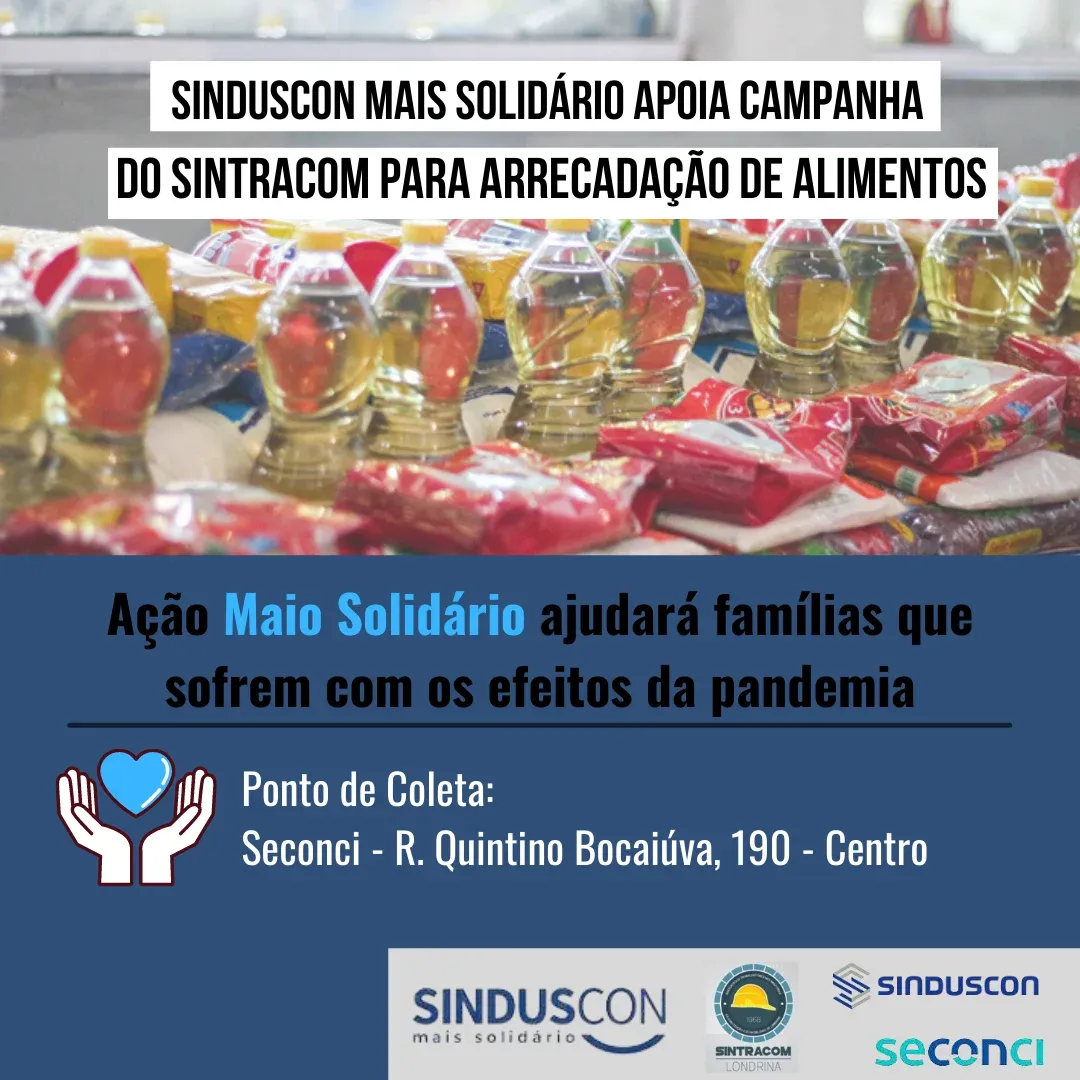 SINDUSCON MAIS SOLIDÁRIO APOIA CAMPANHA
DO SINTRACOM PARA ARRECADAÇÃO DE ALIMENTOS
Ação Maio Solidário ajudará famílias que
sofrem com os efeitos da pandemia
Ponto de Coleta:
Seconci - R. Quintino Bocaiúva, 190 - Centro
SINDUSCON
mais solidário
1966
SINTRACOM
LONDRINA
SINDUSCON
seconci